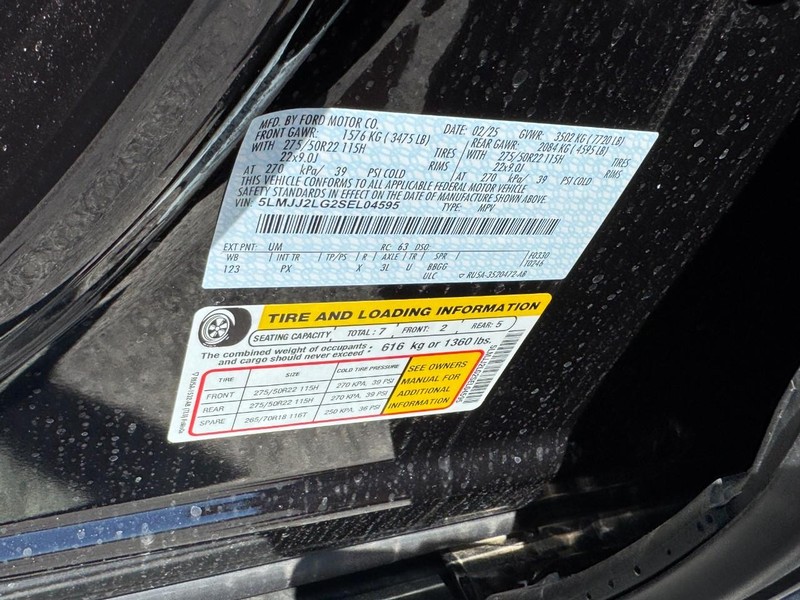 MFD. BY FORD MOTOR CO. DATE: 02/25 GVWR: 3502 KG (7720 LB)
FRONT GAWR: 1576 KG (3475 LB) REAR GAWR: 2084 KG (4595 LB)
WITH 275/50R22 115H TIRES WITH 275/50R22 115H TIRES
22x9.0J RIMS 22x9.0J RIMS
AT 270 kPa/ 39 PSI COLD AT 270 kPa/ 39 PSI COLD
THIS VEHICLE CONFORMS TO ALL APPLICABLE FEDERAL MOTOR VEHICLE
SAFETY STANDARDS IN EFFECT ON THE DATE OF MANUFACTURE SHOWN ABOVE.
VIN: 5LMJJ2LG2SEL04595 TYPE: MPV
EXT PNT: UM RC: 63 DSO:
WB INT TR TP/PS R AXLE TR SPR F0330
123 PX X 3L U BBGG T0246
ULC RUSA-3520472-AB
TIRE AND LOADING INFORMATION
SEATING CAPACITY TOTAL: 7 FRONT: 2 REAR: 5
The combined weight of occupants and cargo should never exceed 616 kg or 1360 lbs.
TIRE SIZE COLD TIRE PRESSURE
FRONT 275/50R22 115H 270 KPA, 39 PSI
REAR 275/50R22 115H 270 KPA, 39 PSI
SPARE 265/70R18 116T 250 KPA, 36 PSI
SEE OWNERS
MANUAL FOR
ADDITIONAL
INFORMATION